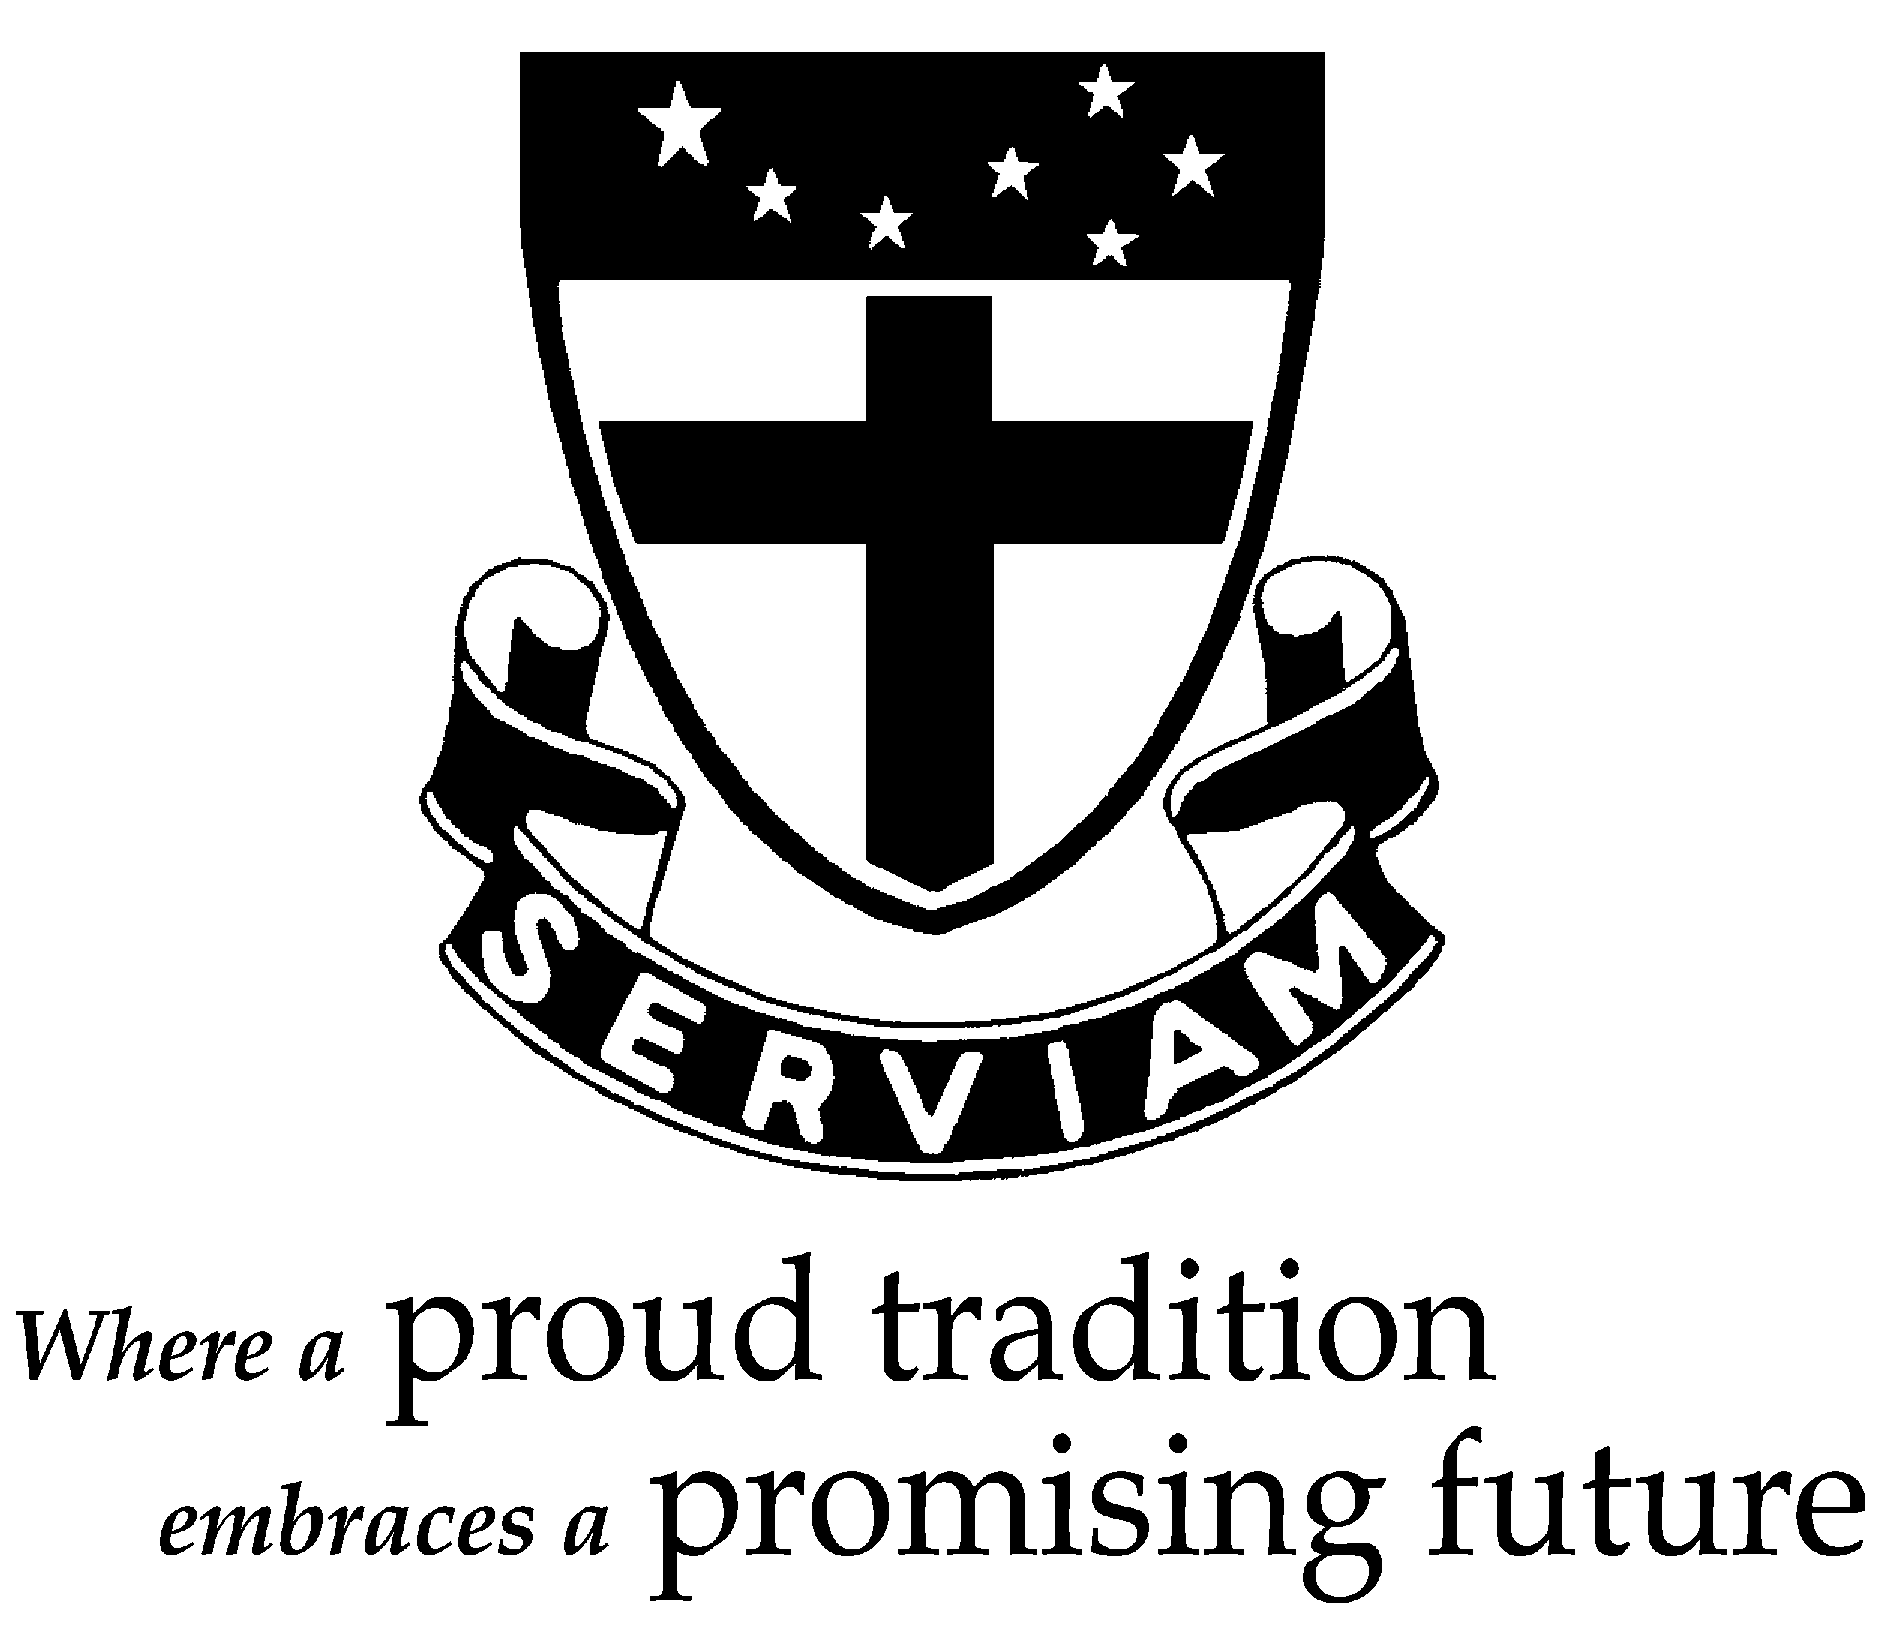 SERVIAM
Where a proud tradition
embraces a promising future